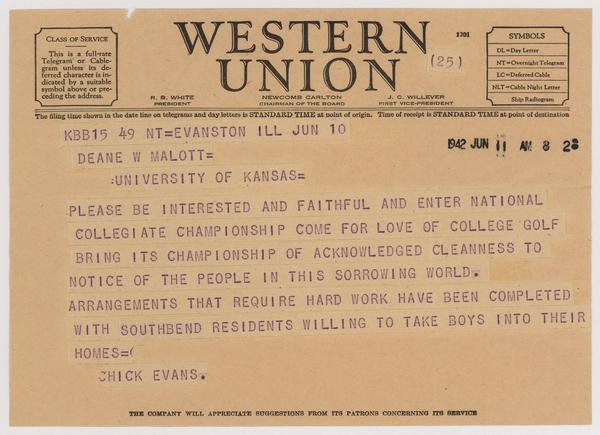 CLASS OF SERVICE
This is a full-rate
Telegram or Cable-
gram unless its de-
ferred character is in-
dicated by a suitable
symbol above or pre-
ceding the address.
WESTERN
UNION
1201
(25)
R. B. WHITE
PRESIDENT
NEWCOMB CARLTON
CHAIRMAN OF THE BOARD
J. C. WILLEVER
FIRST VICE-PRESIDENT
SYMBOLS
DL=Day Letter
NT=Overnight Telegram
LC=Deferred Cable
NLT=Cable Night Letter
Ship Radiogram
The filing time shown in the date line on telegrams and day letters is STANDARD TIME at point of origin. Time of receipt is STANDARD TIME at point of destination
KBB15 49 NT=EVANSTON ILL JUN 10
1942 JUN 11 AM 8 28
DEANE W MALOTT=
:UNIVERSITY OF KANSAS=
PLEASE BE INTERESTED AND FAITHFUL AND ENTER NATIONAL
COLLEGIATE CHAMPIONSHIP COME FOR LOVE OF COLLEGE GOLF
BRING ITS CHAMPIONSHIP OF ACKNOWLEDGED CLEANNESS TO
NOTICE OF THE PEOPLE IN THIS SORROWING WORLD.
ARRANGEMENTS THAT REQUIRE HARD WORK HAVE BEEN COMPLETED
WITH SOUTHBEND RESIDENTS WILLING TO TAKE BOYS INTO THEIR
HOMES=(
CHICK EVANS.
THE COMPANY WILL APPRECIATE SUGGESTIONS FROM ITS PATRONS CONCERNING ITS SERVICE